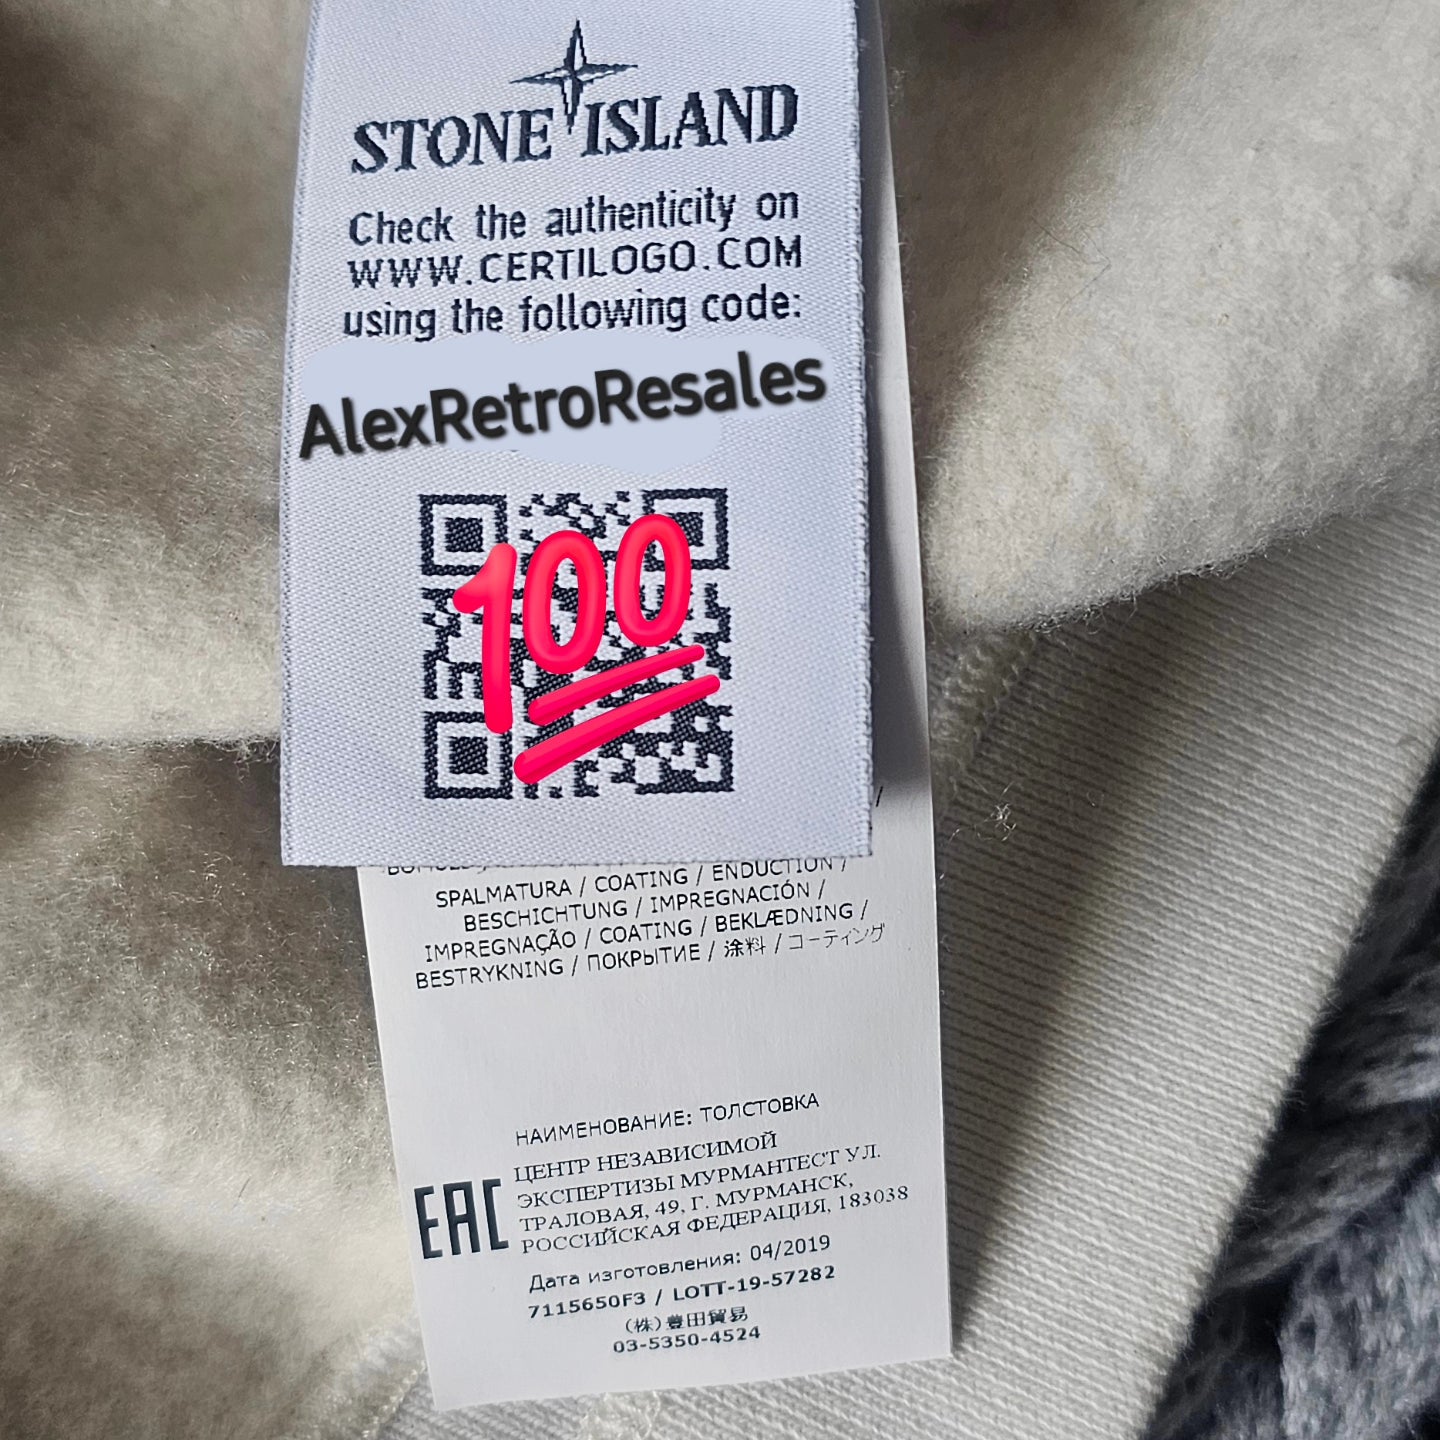 STONE ISLAND
Check the authenticity on
WWW.CERTILOGO.COM
using the following code:
AlexRetroResales
100
SPALMATURA / COATING / ENDUCTION /
BESCHICHTUNG / IMPREGNACIÓN /
IMPREGNAÇÃO / COATING / BEKLÆDNING /
BESTRYKNING / ПОКРЫТИЕ / 涂料 / コーティング
НАИМЕНОВАНИЕ: ТОЛСТОВКА
ЦЕНТР НЕЗАВИСИМОЙ
ЭКСПЕРТИЗЫ МУРМАНТЕСТ УЛ.
ТРАЛОВАЯ, 49, Г. МУРМАНСК,
РОССИЙСКАЯ ФЕДЕРАЦИЯ, 183038
EAC
Дата изготовления: 04/2019
7115650F3 / LOTT-19-57282
(株)豊田貿易
03-5350-4524